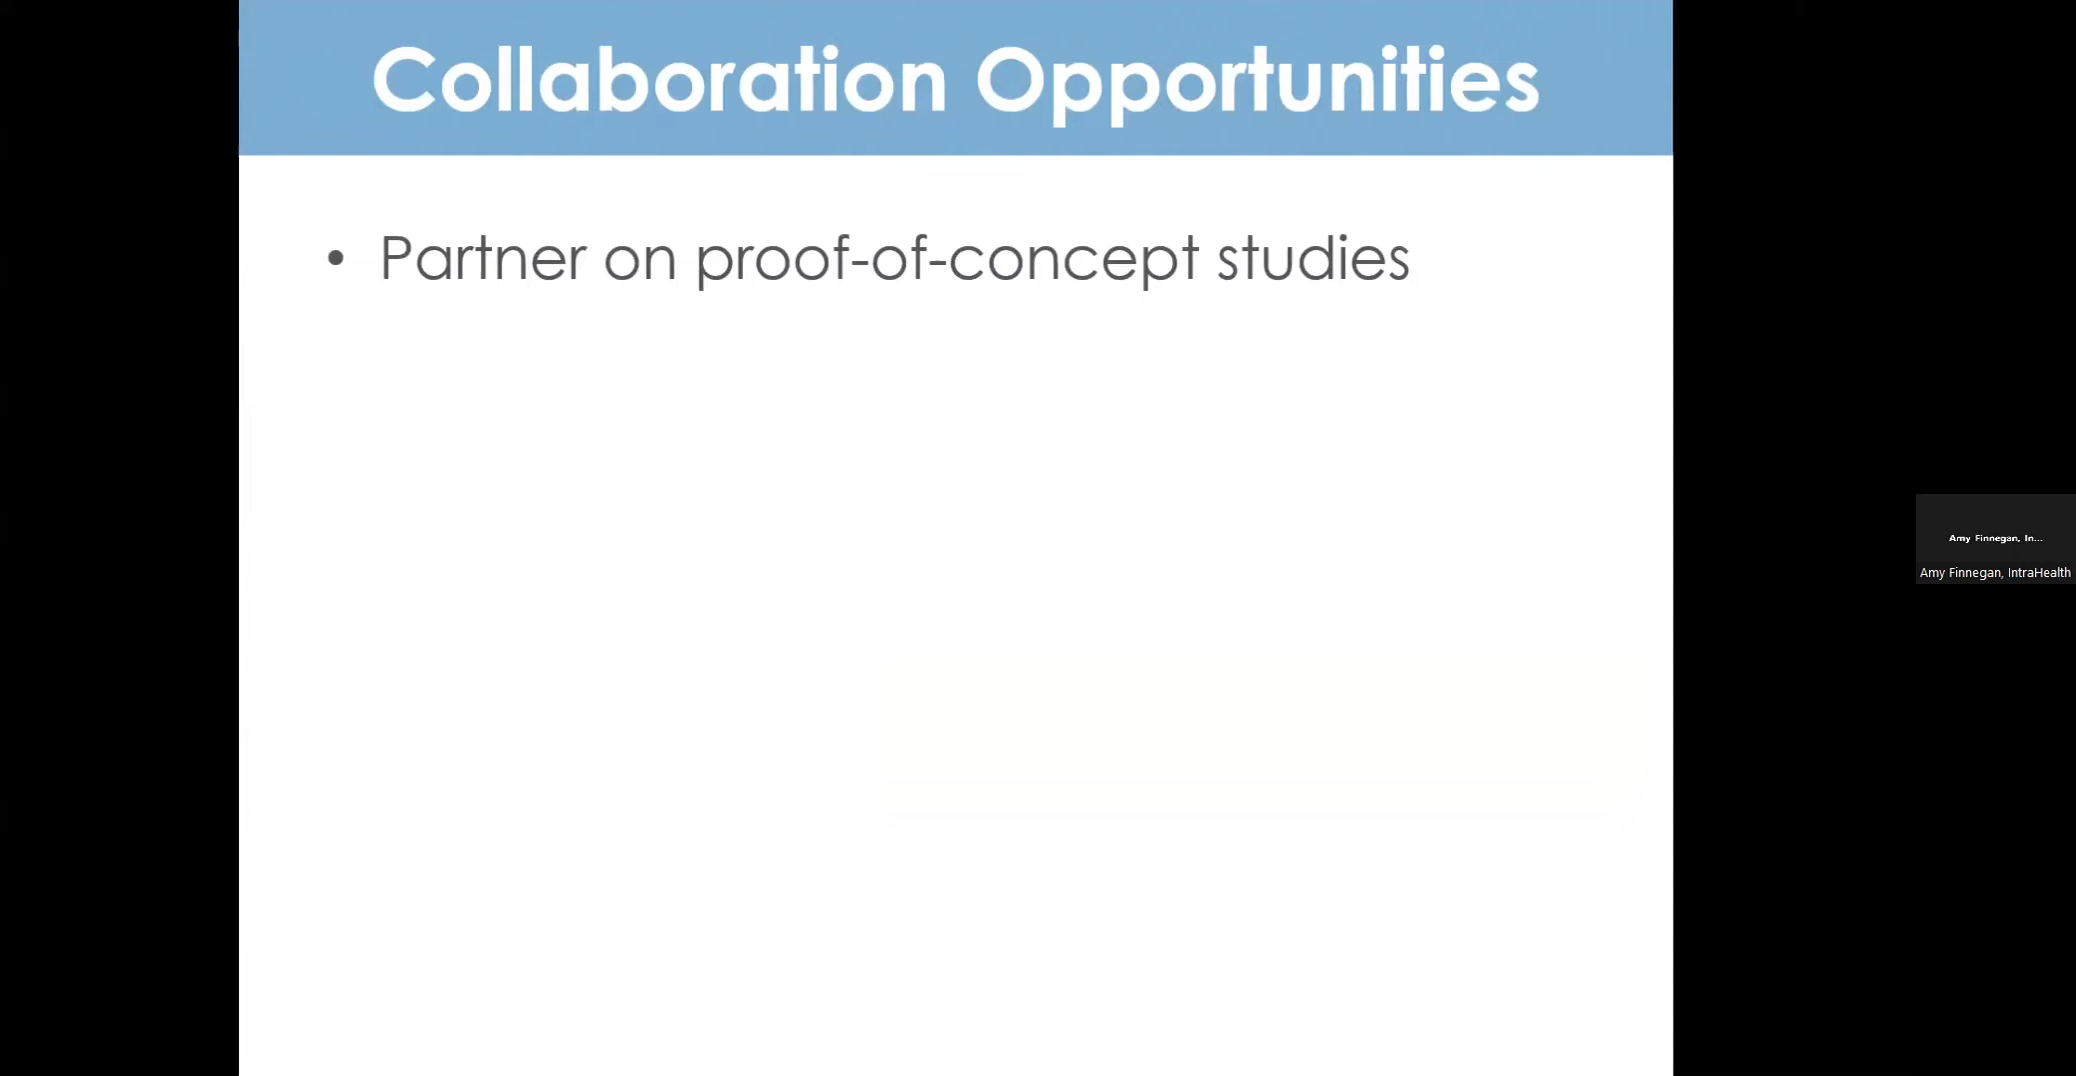 Collaboration Opportunities
• Partner on proof-of-concept studies
Amy Finnegan, In...
Amy Finnegan, IntraHealth